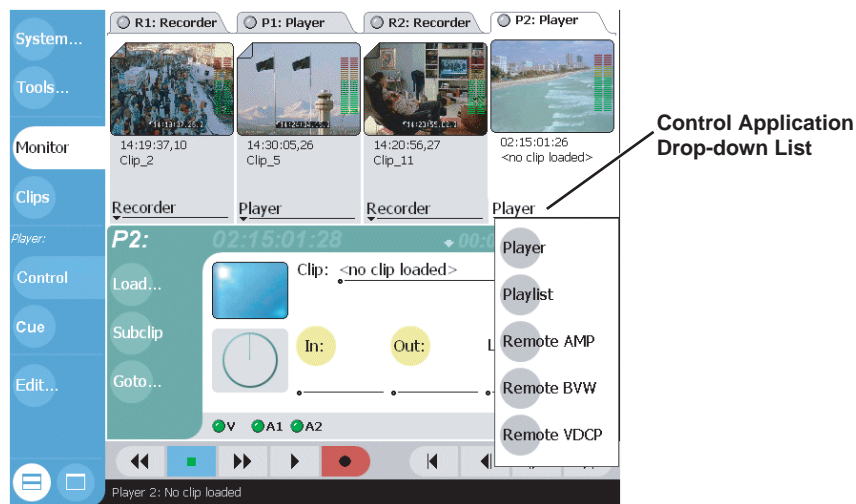 System...
Tools...
Monitor
Clips
Player:
Control
Cue
Edit...
R1: Recorder
P1: Player
R2: Recorder
P2: Player
14:19:37,10
Clip_2
14:30:05,26
Clip_5
14:20:56,27
Clip_11
02:15:01:26
<no clip loaded>
Recorder
Player
Recorder
Player
Control Application
Drop-down List
P2:
02:15:01:28
Load...
Subclip
Goto...
Clip: <no clip loaded>
In:
Out:
V A1 A2
Player
Playlist
Remote AMP
Remote BVW
Remote VDCP
Player 2: No clip loaded